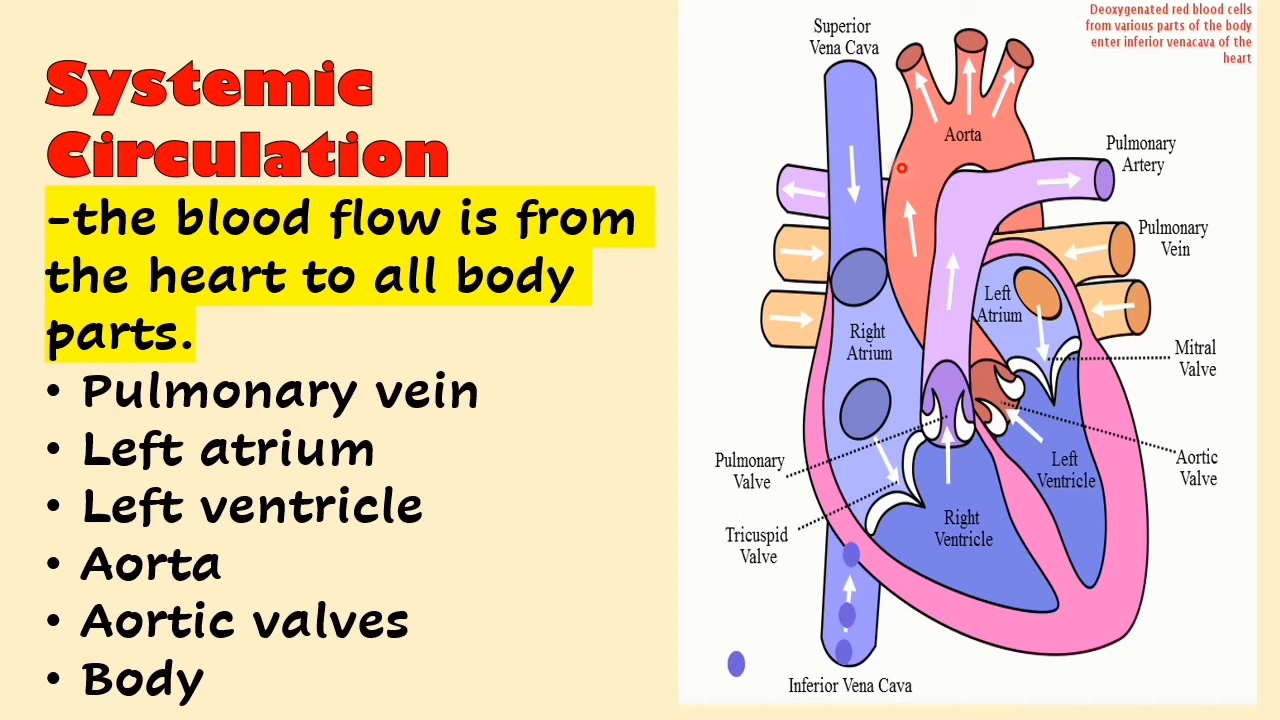 Systemic
Circulation
-the blood flow is from
the heart to all body
parts.
• Pulmonary vein
• Left atrium
• Left ventricle
• Aorta
• Aortic valves
• Body
Deoxygenated red blood cells
from various parts of the body
enter inferior venacava of the
heart
Superior
Vena Cava
Aorta
Pulmonary
Artery
Pulmonary
Vein
Left
Atrium
Right
Atrium
Mitral
Valve
Pulmonary
Valve
Left
Ventricle
Aortic
Valve
Tricuspid
Valve
Right
Ventricle
Inferior Vena Cava